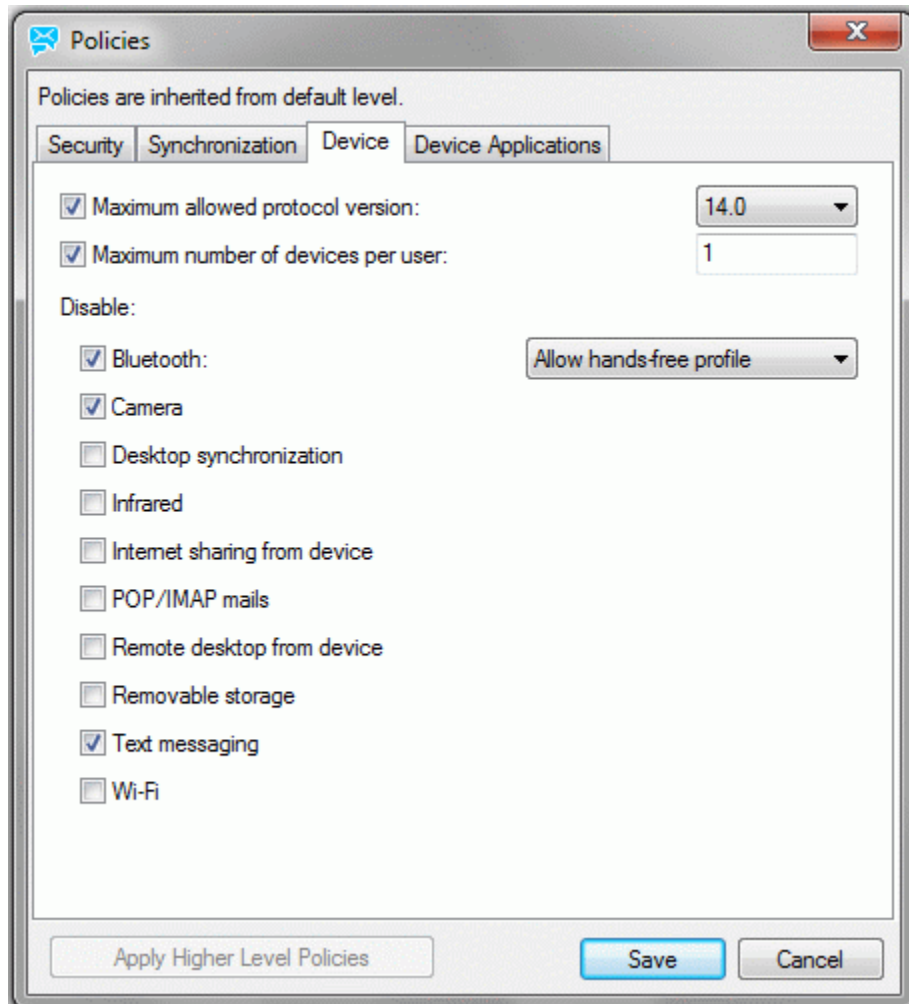 Policies
Policies are inherited from default level.
Security Synchronization Device Device Applications
Maximum allowed protocol version: 14.0
Maximum number of devices per user: 1
Disable:
Bluetooth: Allow hands-free profile
Camera
Desktop synchronization
Infrared
Internet sharing from device
POP/IMAP mails
Remote desktop from device
Removable storage
Text messaging
Wi-Fi
Apply Higher Level Policies Save Cancel